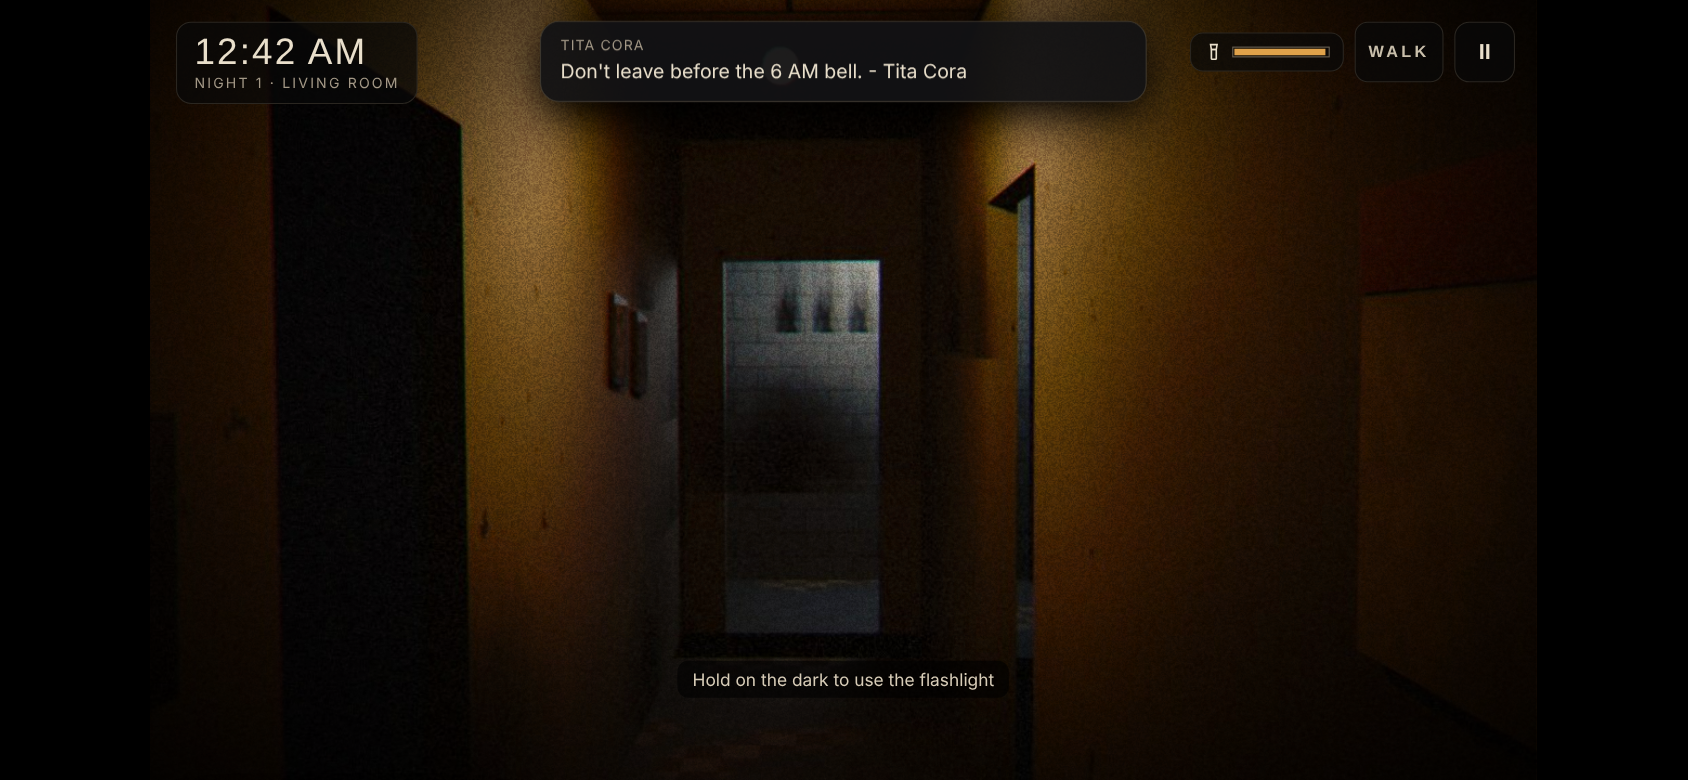 12:42 AM
NIGHT 1 · LIVING ROOM
TITA CORA
Don't leave before the 6 AM bell. - Tita Cora
WALK
Hold on the dark to use the flashlight